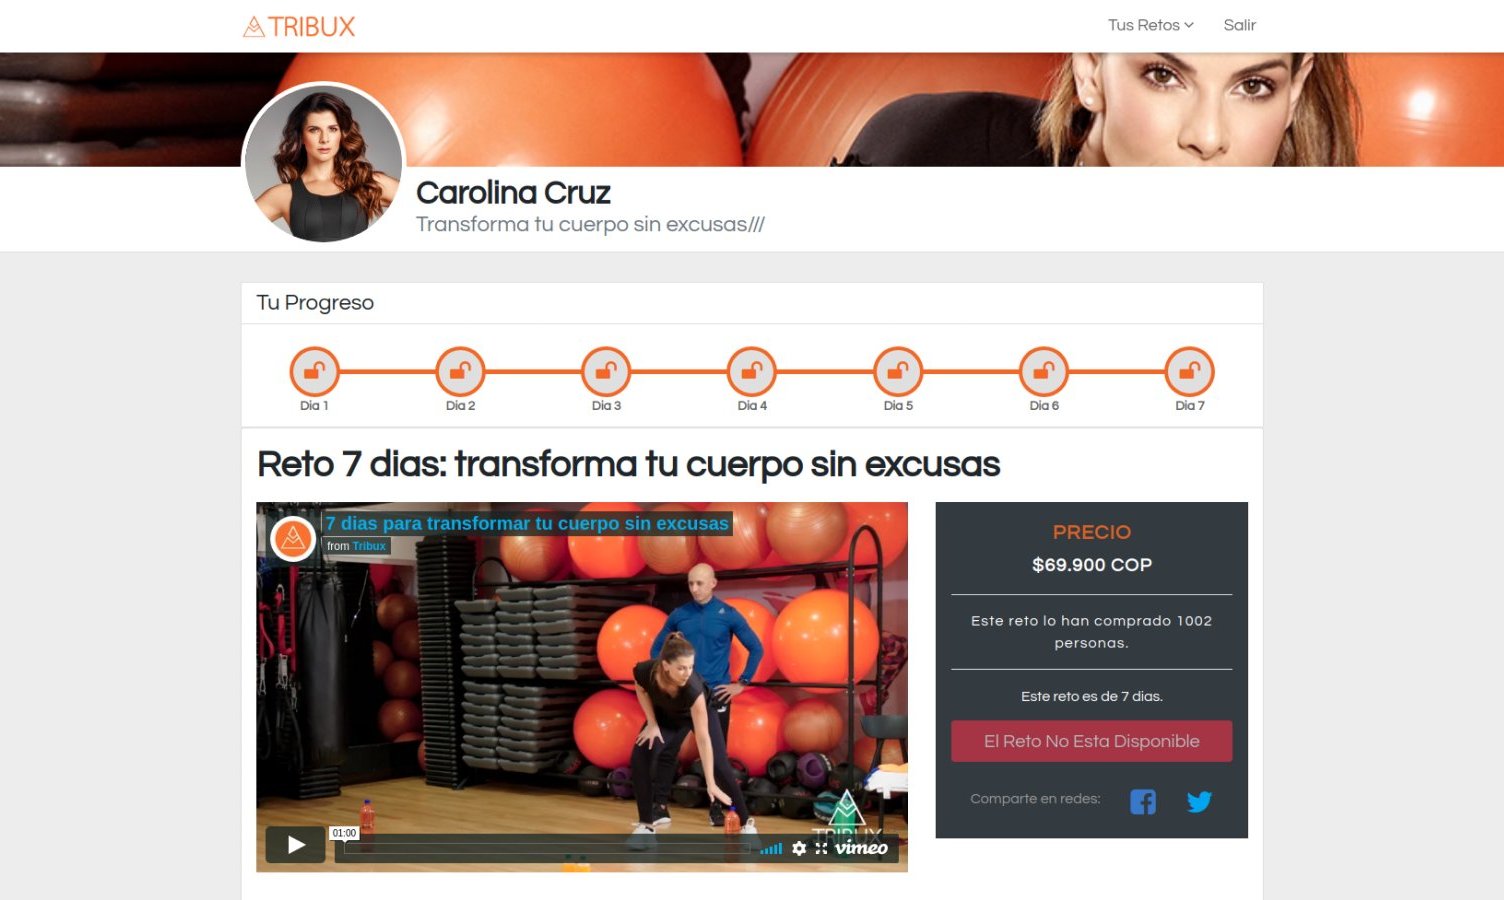 TRIBUX
Tus Retos
Salir
Carolina Cruz
Transforma tu cuerpo sin excusas///
Tu Progreso
Dia 1
Dia 2
Dia 3
Dia 4
Dia 5
Dia 6
Dia 7
Reto 7 dias: transforma tu cuerpo sin excusas
7 dias para transformar tu cuerpo sin excusas
from Tribux
TRIBUX
01:00
vimeo
PRECIO
$69.900 COP
Este reto lo han comprado 1002
personas.
Este reto es de 7 dias.
El Reto No Esta Disponible
Comparte en redes: